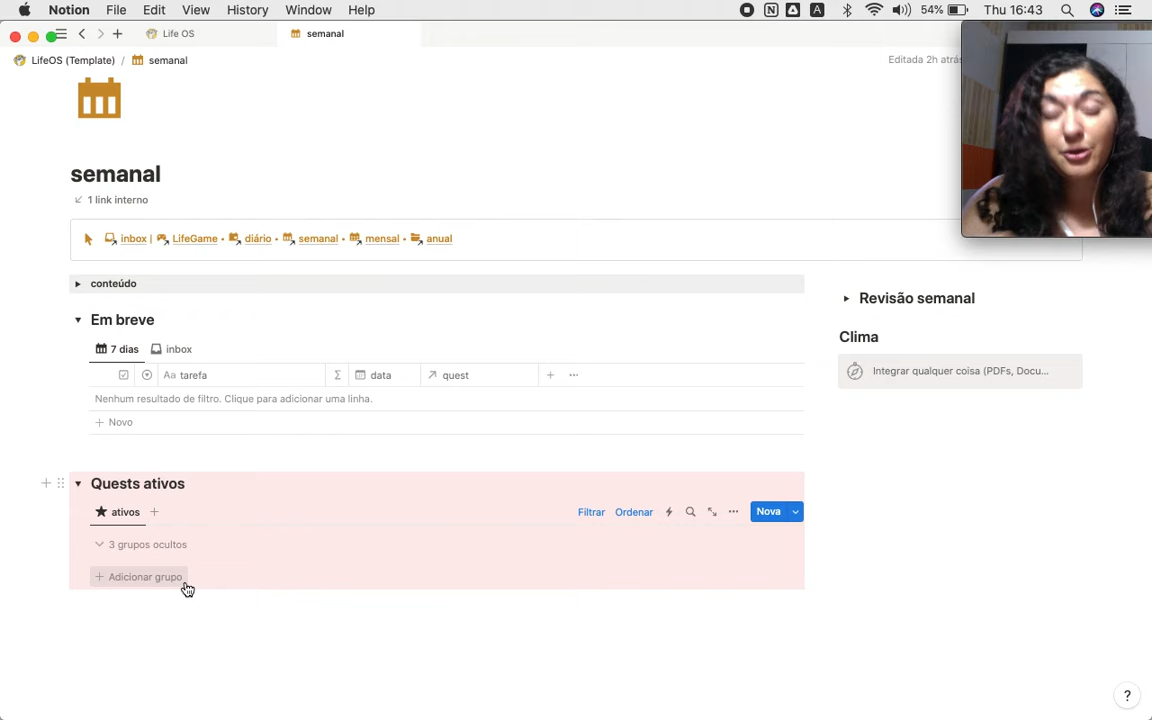 Notion File Edit View History Window Help 54% Thu 16:43
Life OS semanal
LifeOS (Template) / semanal Editada 2h atrás
semanal
1 link interno
inbox | LifeGame • diário • semanal • mensal • anual
conteúdo
Revisão semanal
Em breve
Clima
7 dias inbox
Integrar qualquer coisa (PDFs, Docu...
Aa tarefa Σ data quest + ...
Nenhum resultado de filtro. Clique para adicionar uma linha.
+ Novo
Quests ativos
ativos + Filtrar Ordenar ... Nova
3 grupos ocultos
+ Adicionar grupo
?